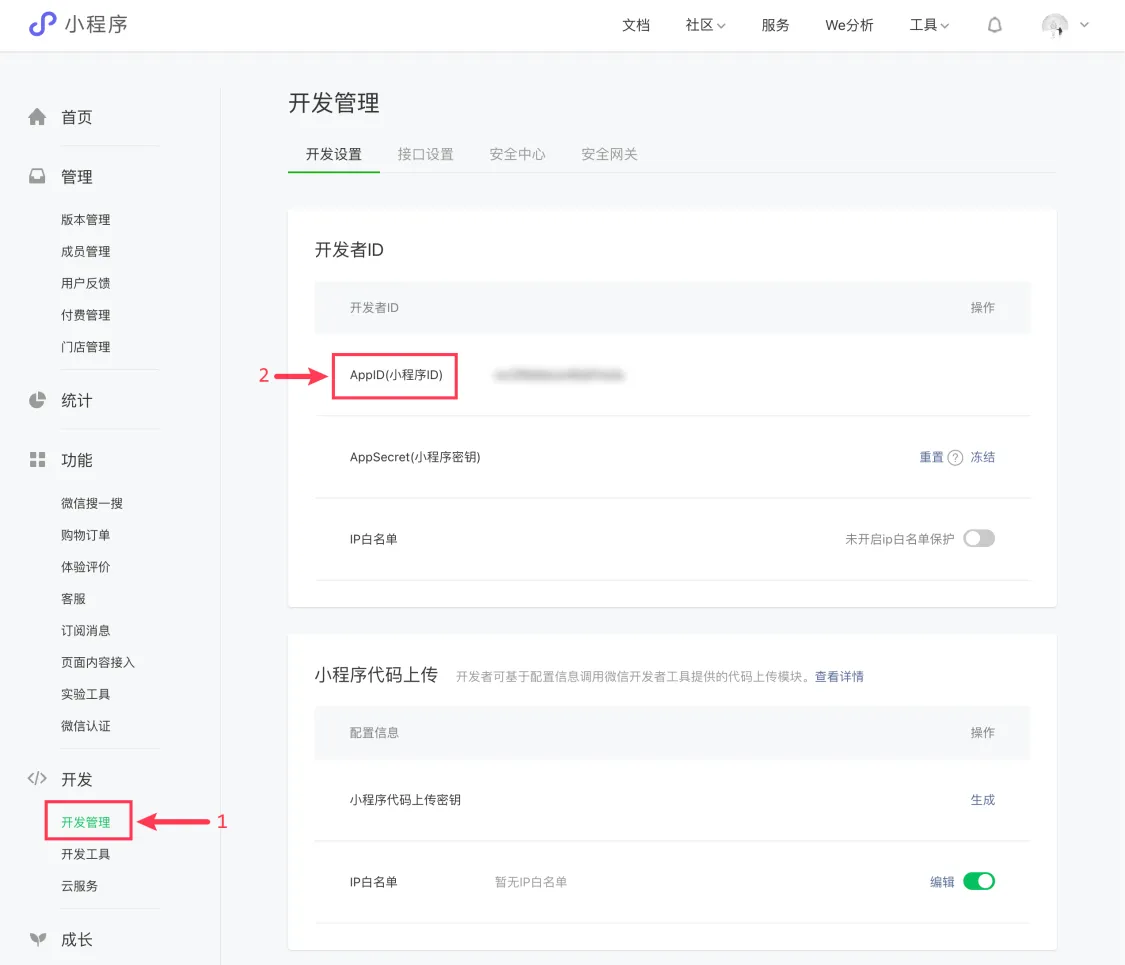 小程序
文档 社区 服务 We分析 工具
首页
管理
版本管理
成员管理
用户反馈
付费管理
门店管理
统计
功能
微信搜一搜
购物订单
体验评价
客服
订阅消息
页面内容接入
实验工具
微信认证
开发
开发管理
1
开发工具
云服务
成长
开发管理
开发设置 接口设置 安全中心 安全网关
开发者ID
开发者ID 操作
2
AppID(小程序ID)
AppSecret(小程序密钥) 重置 ? 冻结
IP白名单 未开启ip白名单保护
小程序代码上传 开发者可基于配置信息调用微信开发者工具提供的代码上传模块。查看详情
配置信息 操作
小程序代码上传密钥 生成
IP白名单 暂无IP白名单 编辑